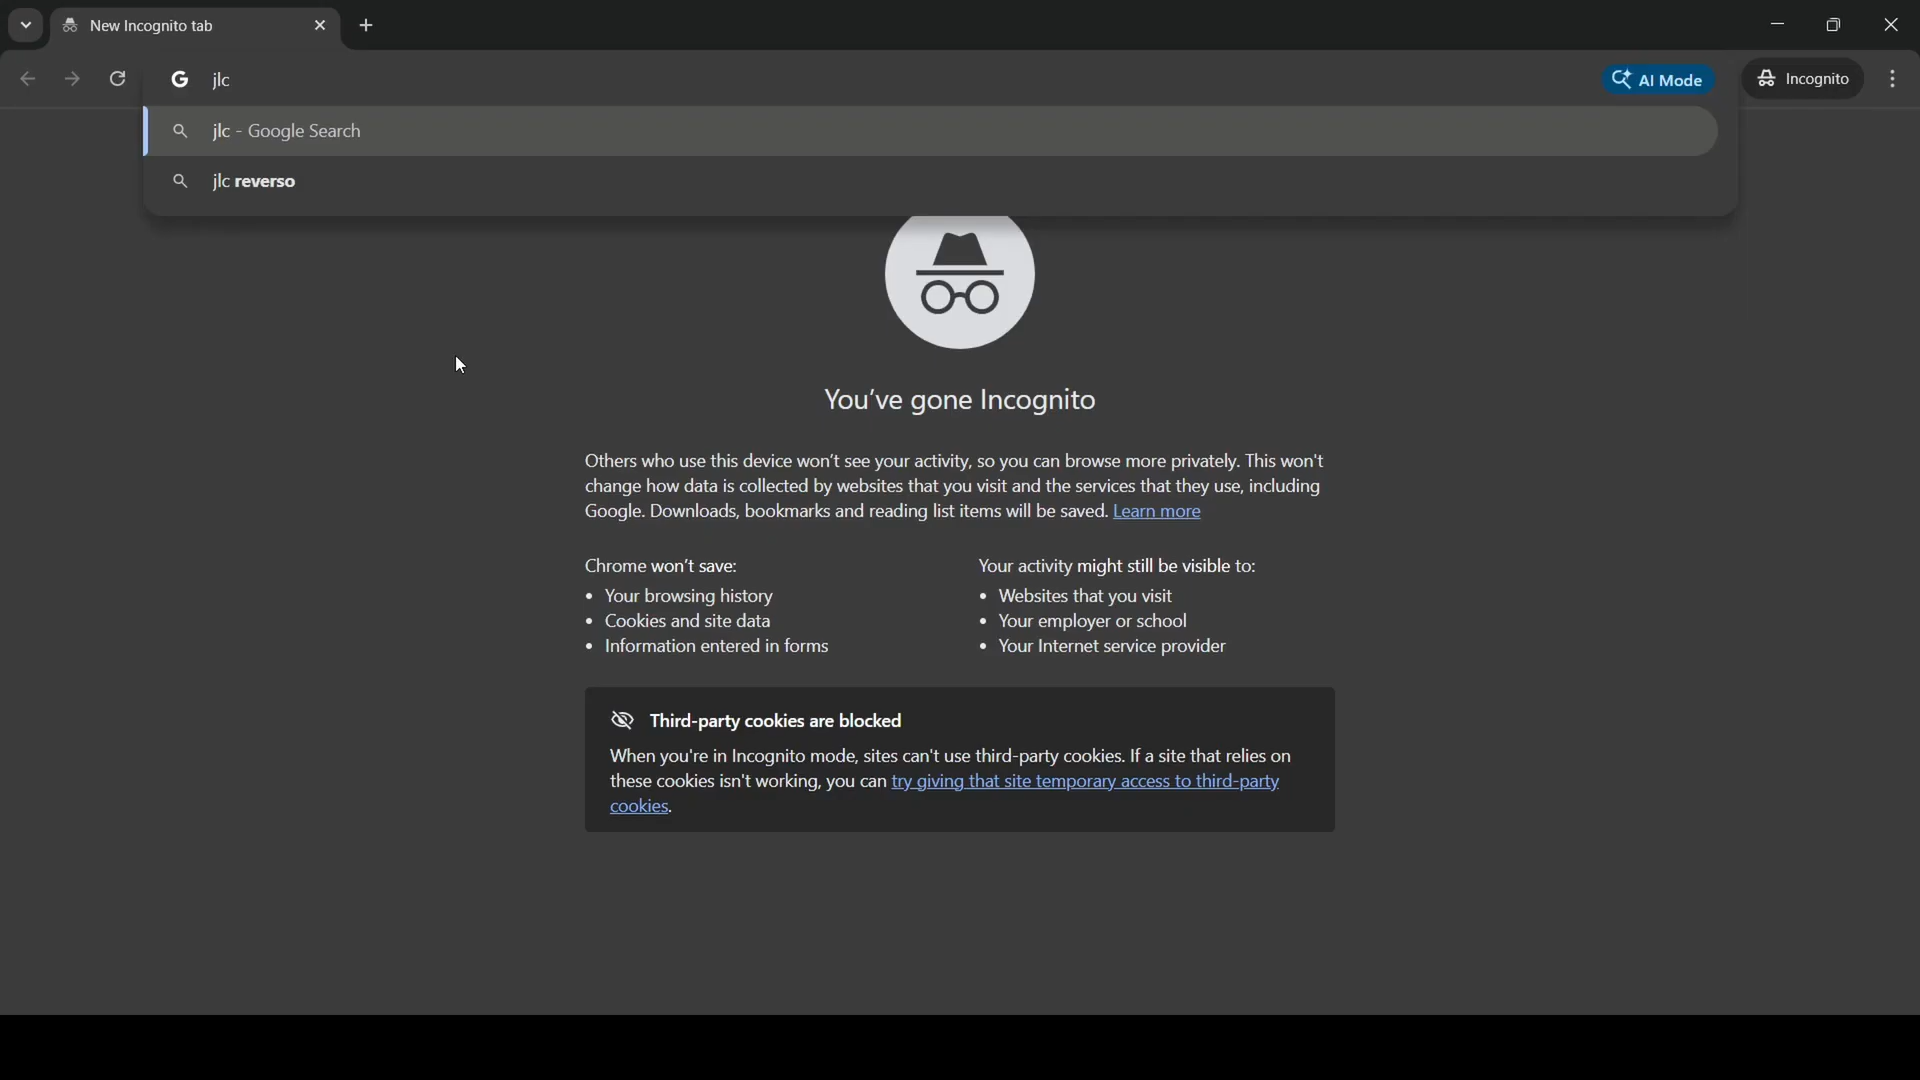 New Incognito tab
jlc
AI Mode
Incognito
jlc - Google Search
jlc reverso
You've gone Incognito
Others who use this device won't see your activity, so you can browse more privately. This won't
change how data is collected by websites that you visit and the services that they use, including
Google. Downloads, bookmarks and reading list items will be saved. Learn more
Chrome won't save:
• Your browsing history
• Cookies and site data
• Information entered in forms
Your activity might still be visible to:
• Websites that you visit
• Your employer or school
• Your Internet service provider
Third-party cookies are blocked
When you're in Incognito mode, sites can't use third-party cookies. If a site that relies on
these cookies isn't working, you can try giving that site temporary access to third-party
cookies.